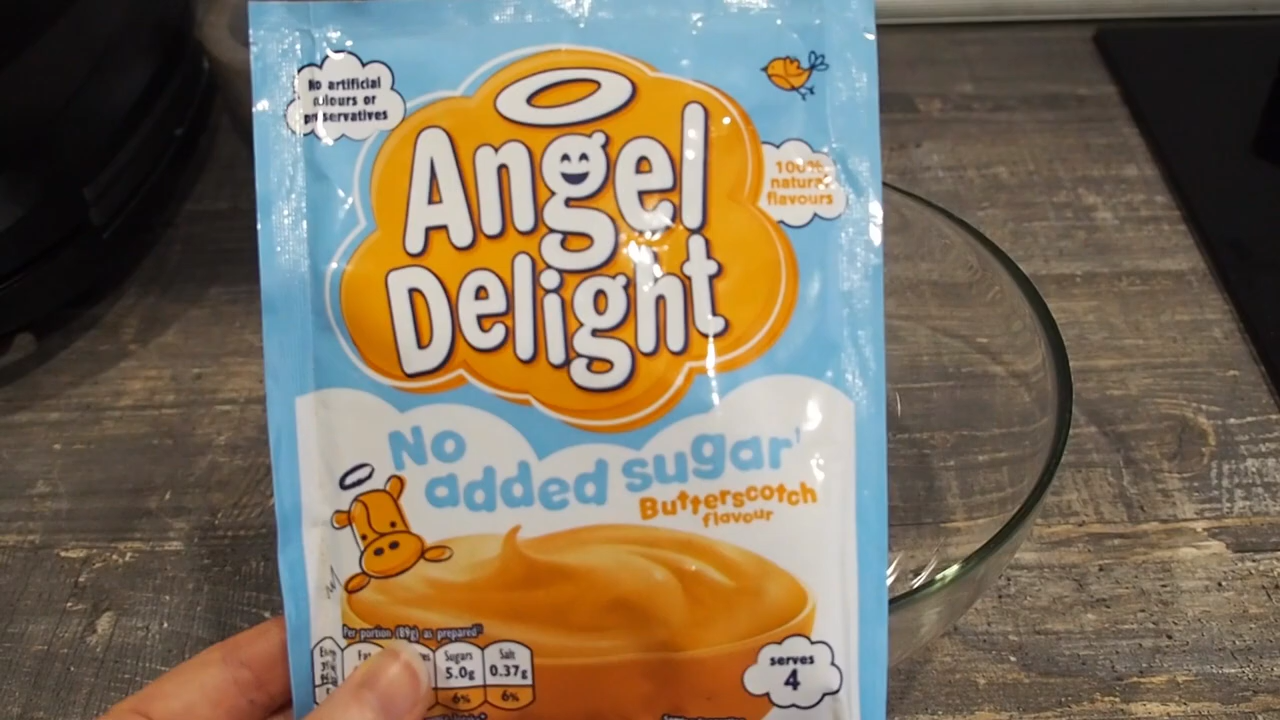 No artificial
colours or
preservatives
Angel
Delight
100%
natural
flavours
No
added sugar
Butterscotch
flavour
Per portion (89g) as prepared
Sugars
5.0g
6%
Salt
0.37g
6%
serves
4